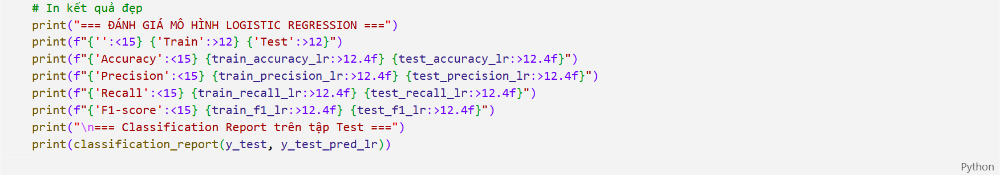 # In kết quả đẹp
print("=== ĐÁNH GIÁ MÔ HÌNH LOGISTIC REGRESSION ===")
print(f"{'':<15} {'Train':>12} {'Test':>12}")
print(f"{'Accuracy':<15} {train_accuracy_lr:>12.4f} {test_accuracy_lr:>12.4f}")
print(f"{'Precision':<15} {train_precision_lr:>12.4f} {test_precision_lr:>12.4f}")
print(f"{'Recall':<15} {train_recall_lr:>12.4f} {test_recall_lr:>12.4f}")
print(f"{'F1-score':<15} {train_f1_lr:>12.4f} {test_f1_lr:>12.4f}")
print("\n=== Classification Report trên tập Test ===")
print(classification_report(y_test, y_test_pred_lr))
Python